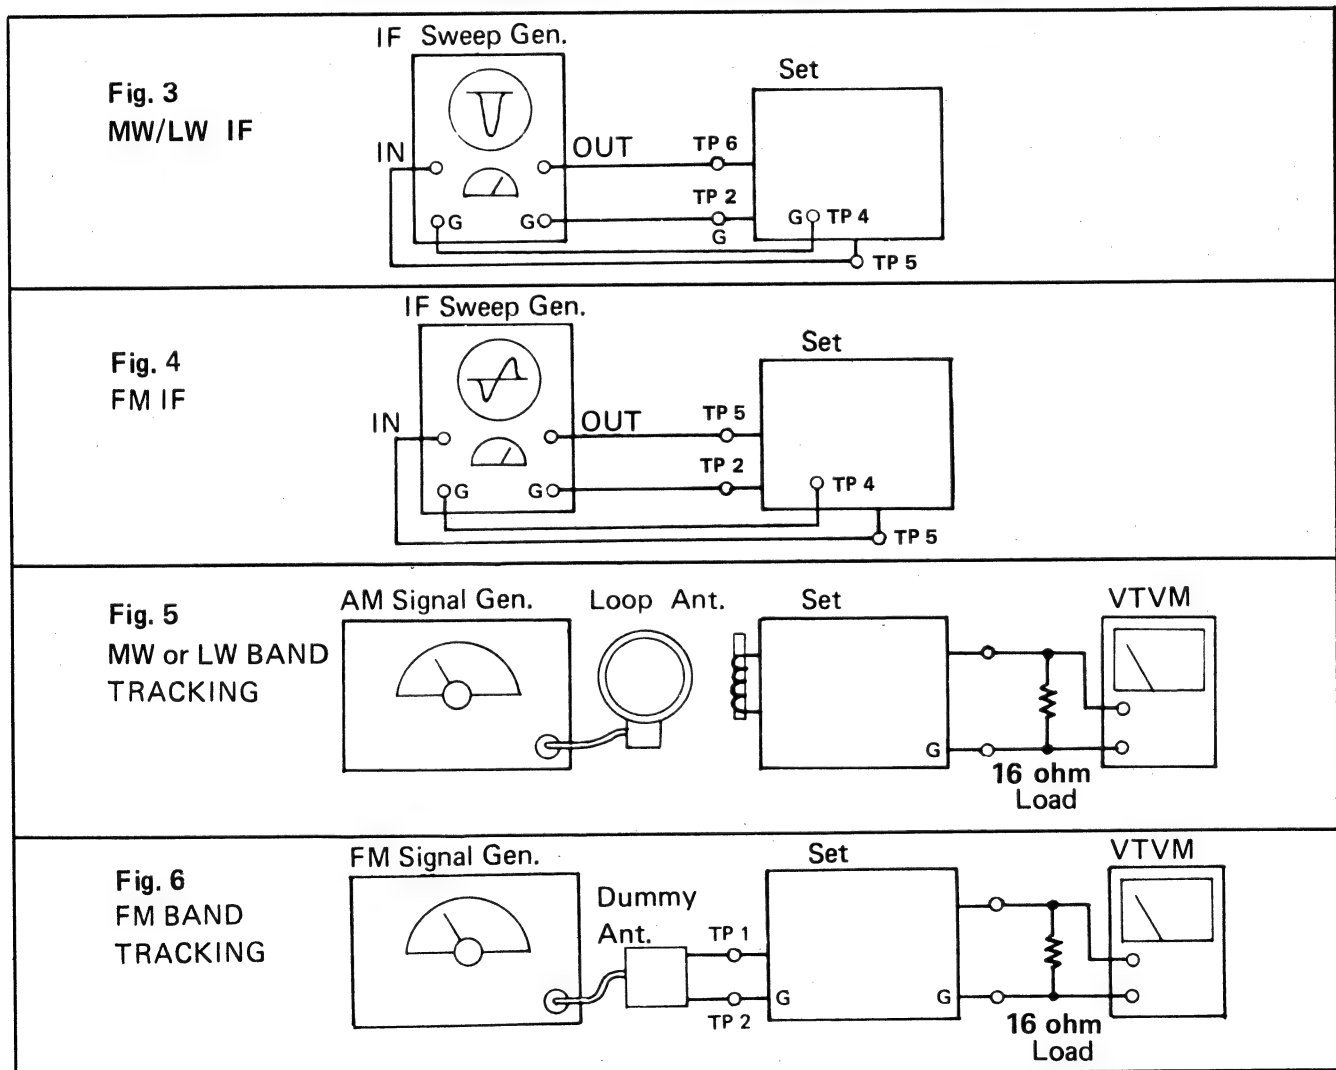 IF Sweep Gen.
Set
Fig. 3
MW/LW IF
IN
OUT
TP 6
TP 2
G
G
G
G
TP 4
TP 5
IF Sweep Gen.
Set
Fig. 4
FM IF
IN
OUT
TP 5
TP 2
G
G
TP 4
TP 5
AM Signal Gen.
Loop Ant.
Set
VTVM
Fig. 5
MW or LW BAND
TRACKING
G
16 ohm
Load
FM Signal Gen.
Set
VTVM
Fig. 6
FM BAND
TRACKING
Dummy
Ant.
TP 1
TP 2
G
G
16 ohm
Load